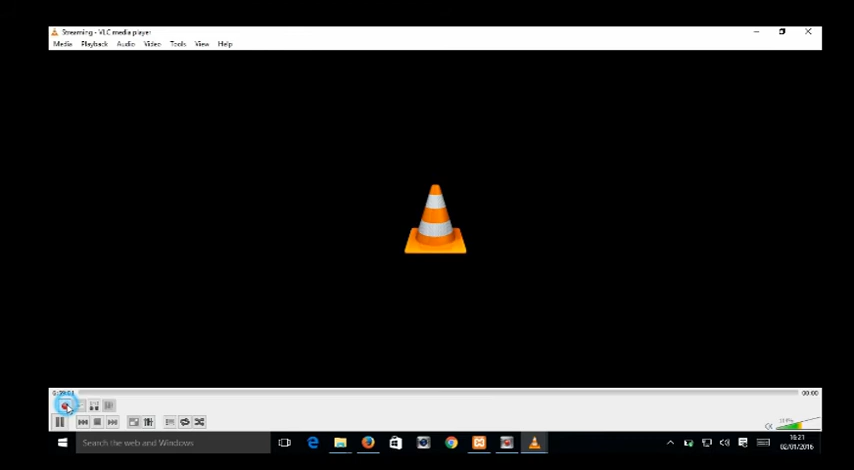 Streaming - VLC media player
Media Playback Audio Video Tools View Help
00:00
Search the web and Windows
16:21
02/01/2016